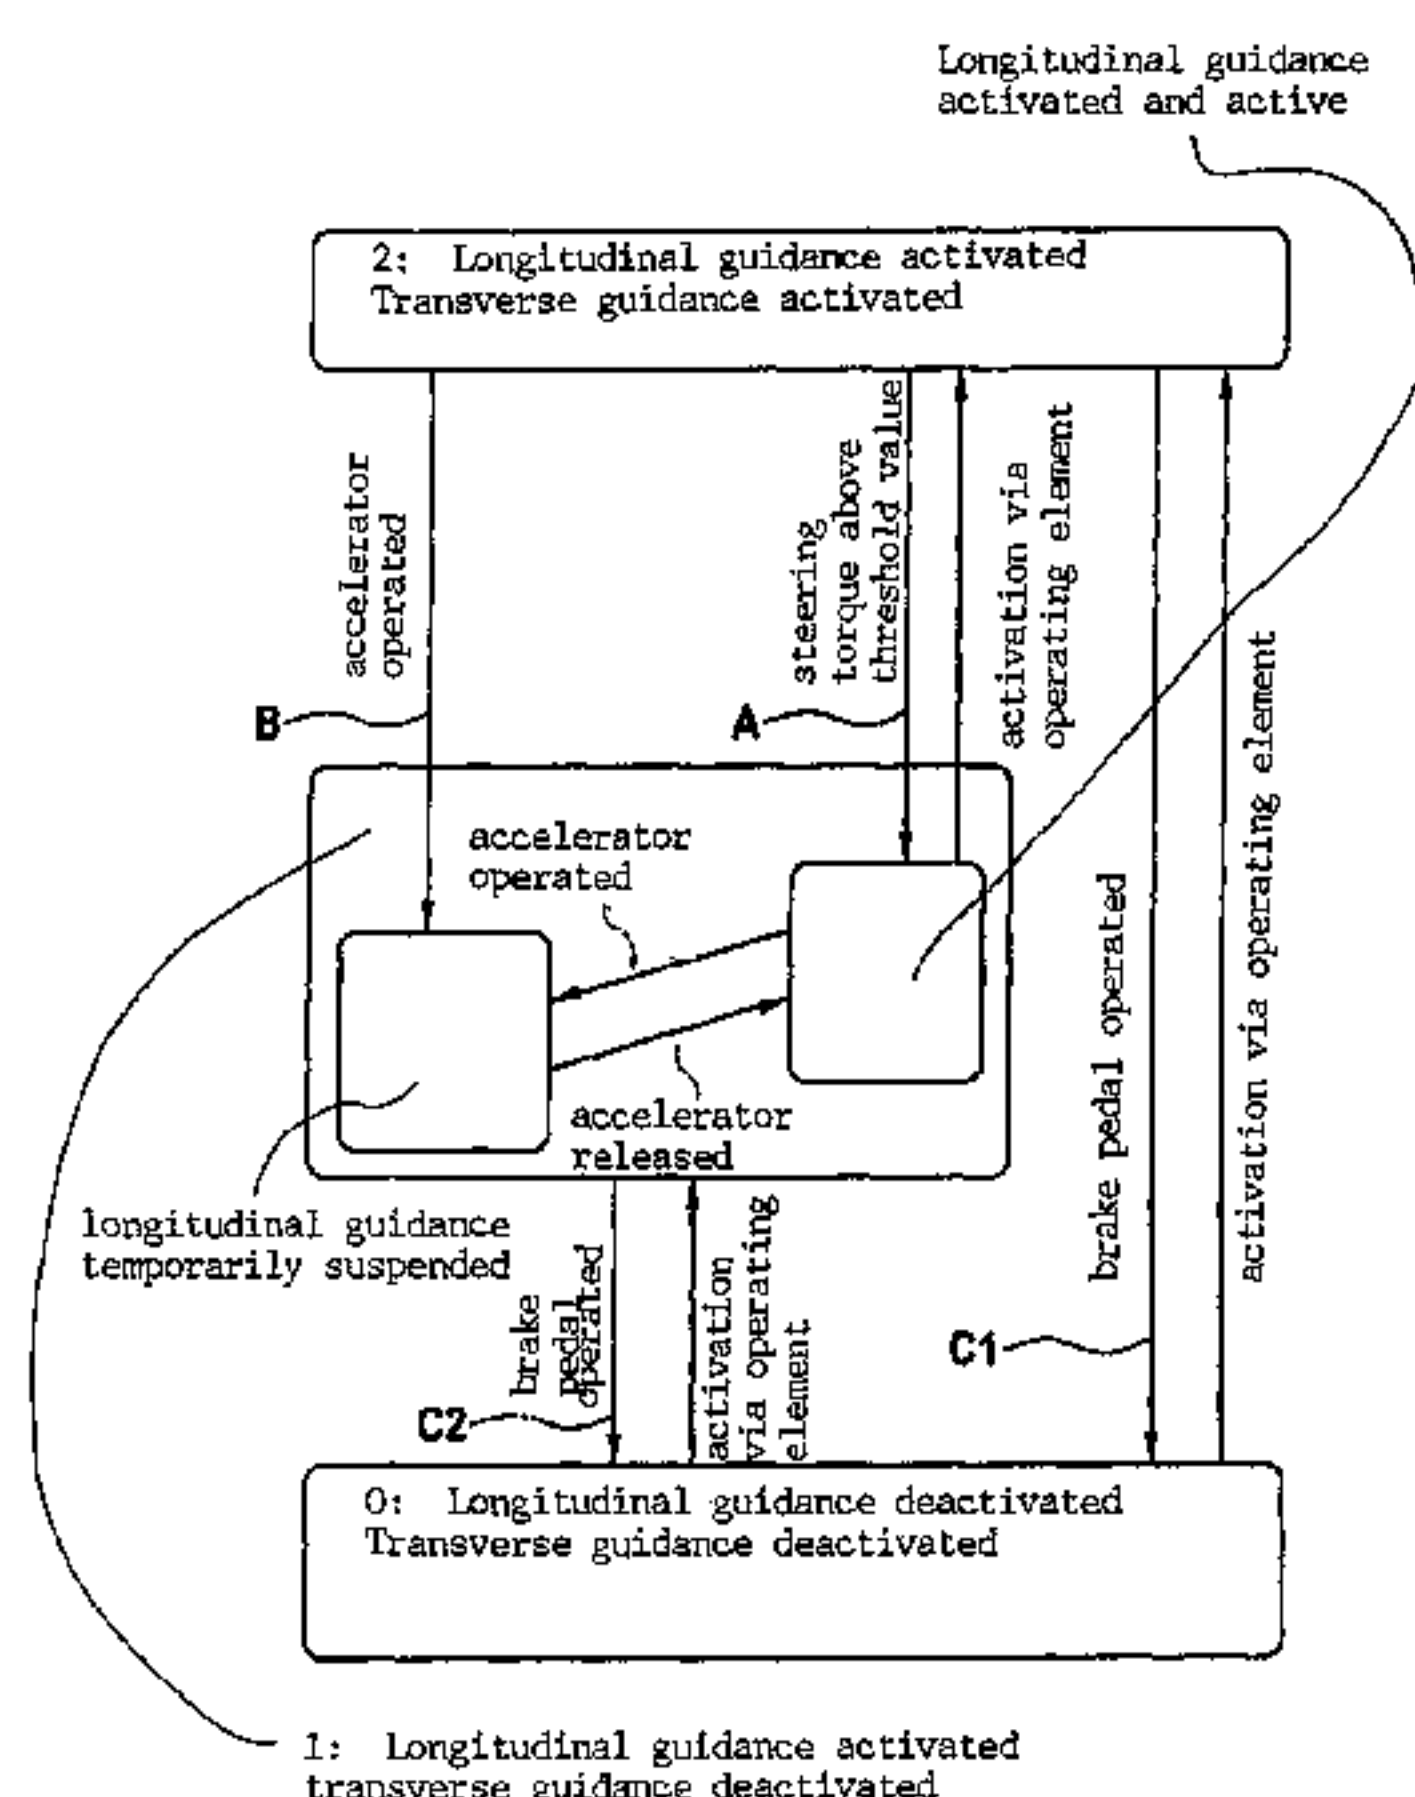 Longitudinal guidance
activated and active
2: Longitudinal guidance activated
Transverse guidance activated
accelerator
operated
steering
torque above
threshold value
activation via
operating element
B
A
accelerator
operated
brake pedal operated
activation via operating element
accelerator
released
longitudinal guidance
temporarily suspended
brake
pedal
operated
activation
via operating
element
C1
C2
0: Longitudinal guidance deactivated
Transverse guidance deactivated
1: Longitudinal guidance activated
transverse guidance deactivated